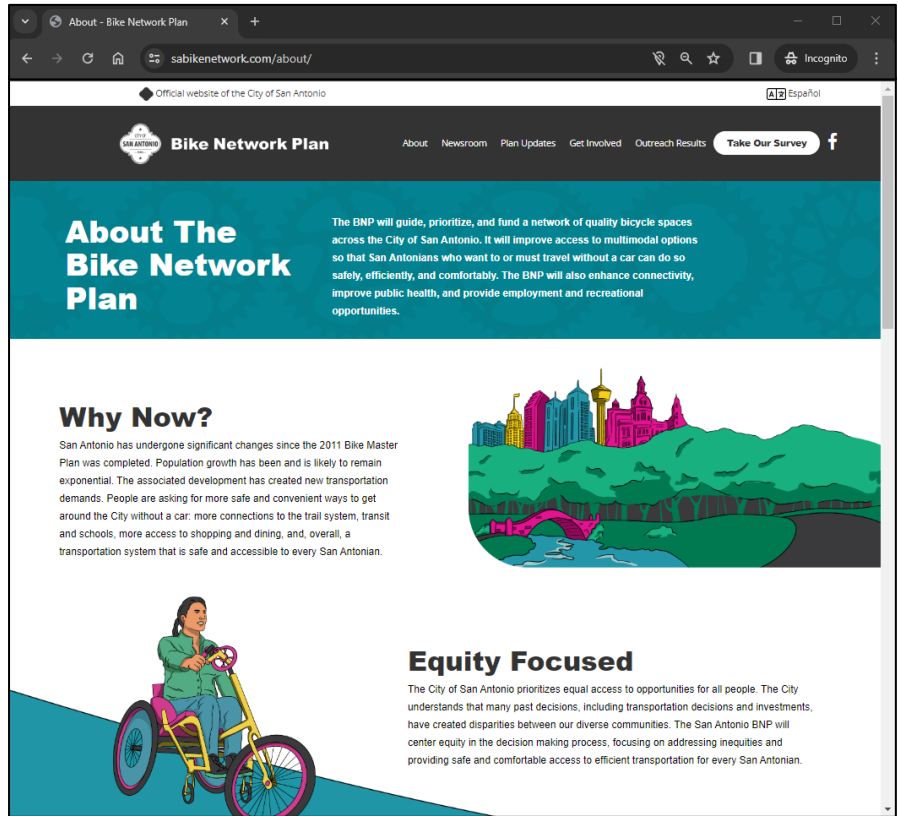 About - Bike Network Plan
sabikenetwork.com/about/
Incognito
Official website of the City of San Antonio
Español
CITY OF
SAN ANTONIO
Bike Network Plan
About Newsroom Plan Updates Get Involved Outreach Results Take Our Survey
About The
Bike Network
Plan
The BNP will guide, prioritize, and fund a network of quality bicycle spaces
across the City of San Antonio. It will improve access to multimodal options
so that San Antonians who want to or must travel without a car can do so
safely, efficiently, and comfortably. The BNP will also enhance connectivity,
improve public health, and provide employment and recreational
opportunities.
Why Now?
San Antonio has undergone significant changes since the 2011 Bike Master
Plan was completed. Population growth has been and is likely to remain
exponential. The associated development has created new transportation
demands. People are asking for more safe and convenient ways to get
around the City without a car: more connections to the trail system, transit
and schools, more access to shopping and dining, and, overall, a
transportation system that is safe and accessible to every San Antonian.
Equity Focused
The City of San Antonio prioritizes equal access to opportunities for all people. The City
understands that many past decisions, including transportation decisions and investments,
have created disparities between our diverse communities. The San Antonio BNP will
center equity in the decision making process, focusing on addressing inequities and
providing safe and comfortable access to efficient transportation for every San Antonian.